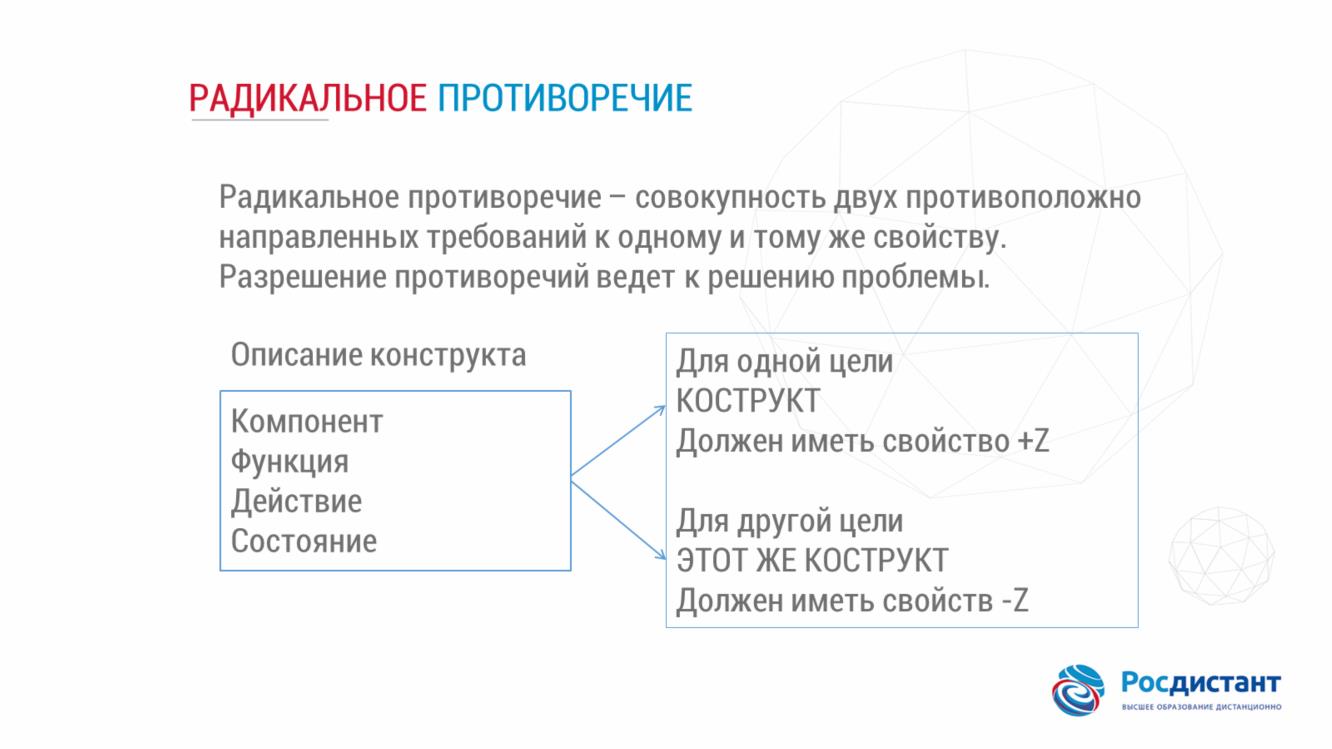 РАДИКАЛЬНОЕ ПРОТИВОРЕЧИЕ
Радикальное противоречие – совокупность двух противоположно
направленных требований к одному и тому же свойству.
Разрешение противоречий ведет к решению проблемы.
Описание конструкта
Компонент
Функция
Действие
Состояние
Для одной цели
КОСТРУКТ
Должен иметь свойство +Z
Для другой цели
ЭТОТ ЖЕ КОСТРУКТ
Должен иметь свойств -Z
Росдистант
ВЫСШЕЕ ОБРАЗОВАНИЕ ДИСТАНЦИОННО